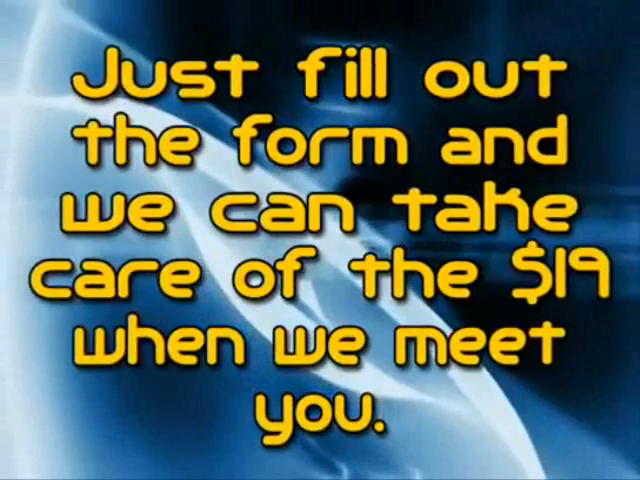 Just fill out
the form and
we can take
care of the $19
when we meet
you.